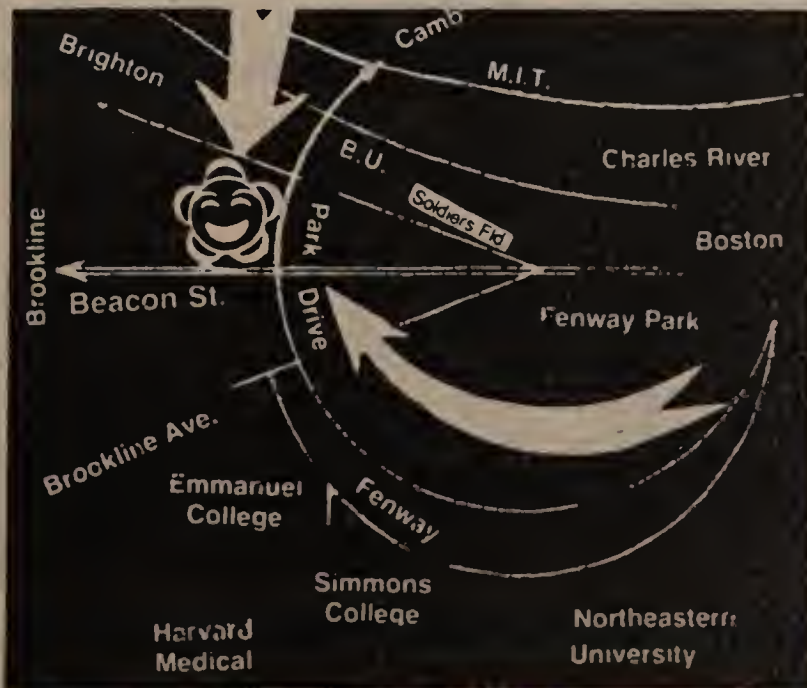 Camb
Brighton
M.I.T.
B.U.
Charles River
Soldiers Fld
Park
Boston
Brookline
Beacon St.
Drive
Fenway Park
Brookline Ave.
Emmanuel
College
Fenway
Simmons
College
Harvard
Medical
Northeastern
University